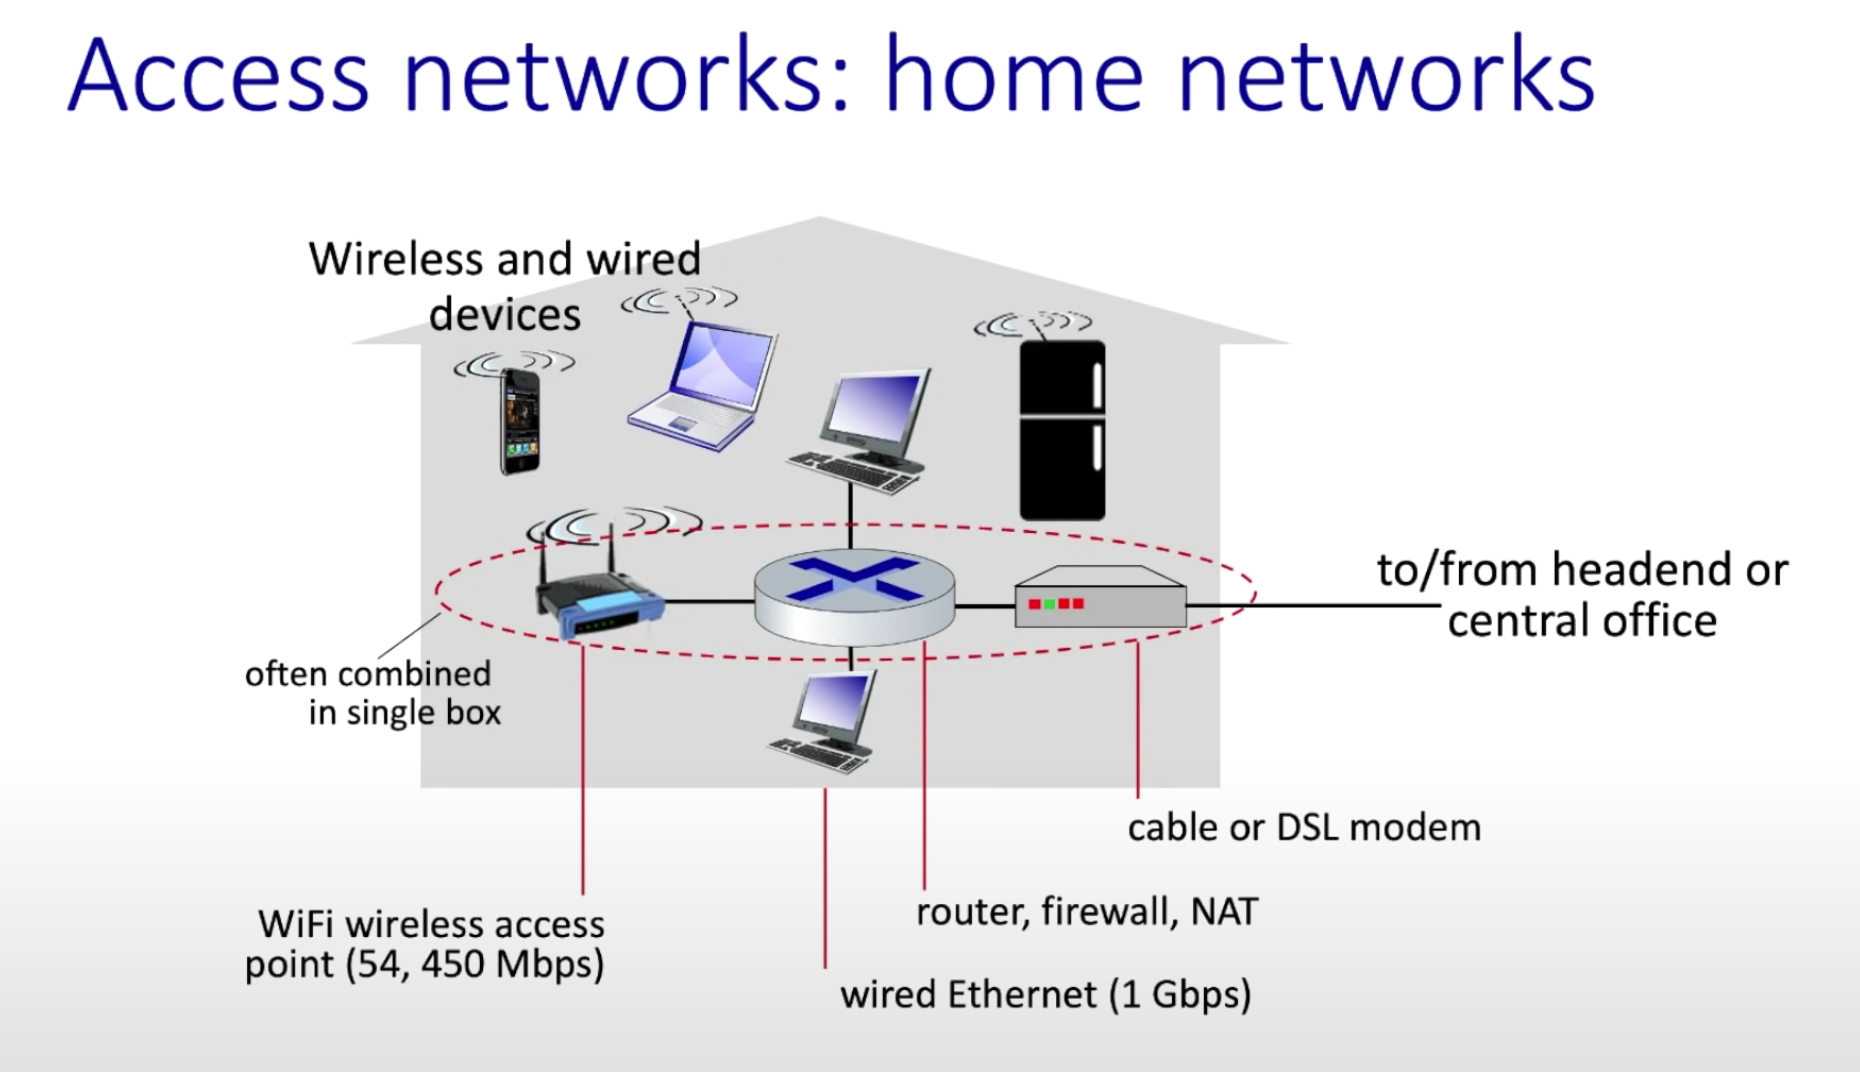 Access networks: home networks
Wireless and wired
devices
to/from headend or
central office
often combined
in single box
cable or DSL modem
router, firewall, NAT
WiFi wireless access
point (54, 450 Mbps)
wired Ethernet (1 Gbps)